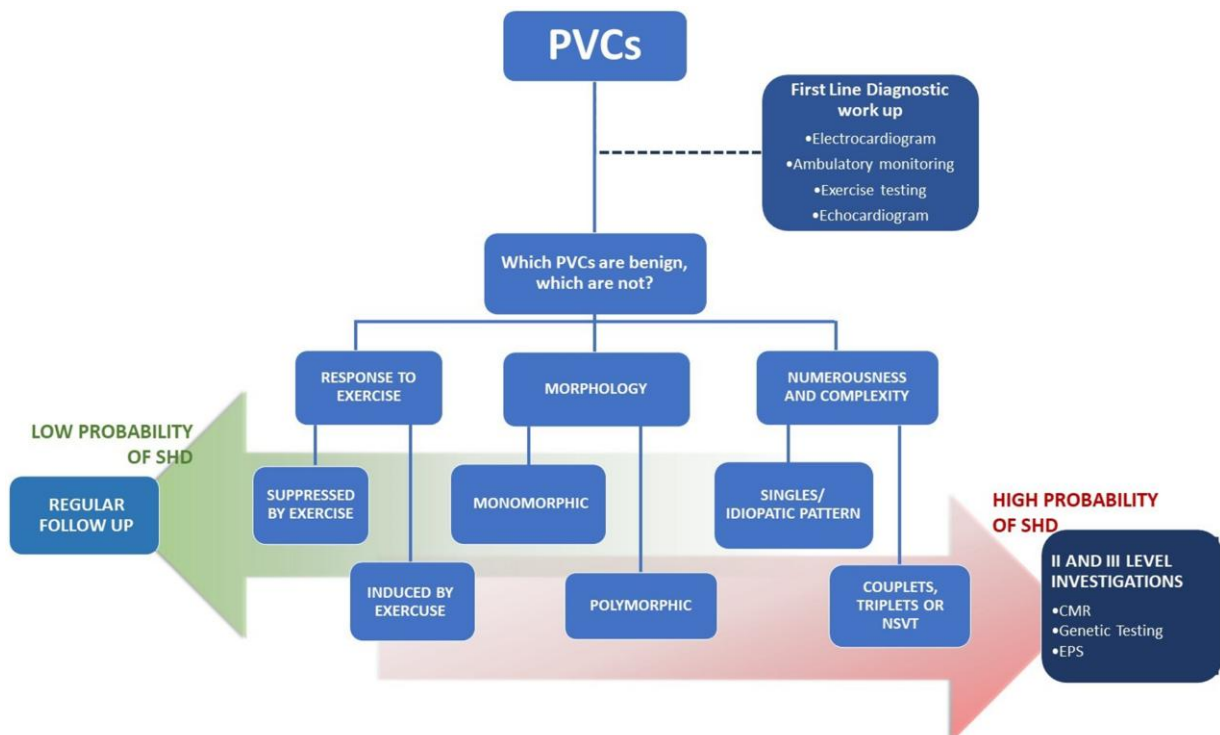 PVCs
First Line Diagnostic
work up
•Electrocardiogram
•Ambulatory monitoring
•Exercise testing
•Echocardiogram
Which PVCs are benign,
which are not?
RESPONSE TO
EXERCISE
MORPHOLOGY
NUMEROUSNESS
AND COMPLEXITY
LOW PROBABILITY
OF SHD
REGULAR
FOLLOW UP
SUPPRESSED
BY EXERCISE
MONOMORPHIC
SINGLES/
IDIOPATIC PATTERN
HIGH PROBABILITY
OF SHD
INDUCED BY
EXERCUSE
POLYMORPHIC
COUPLETS,
TRIPLETS OR
NSVT
II AND III LEVEL
INVESTIGATIONS
•CMR
•Genetic Testing
•EPS